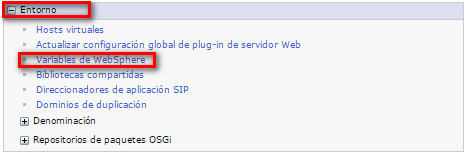 Entorno
Hosts virtuales
Actualizar configuración global de plug-in de servidor Web
Variables de WebSphere
Bibliotecas compartidas
Direccionadores de aplicación SIP
Dominios de duplicación
Denominación
Repositorios de paquetes OSGi